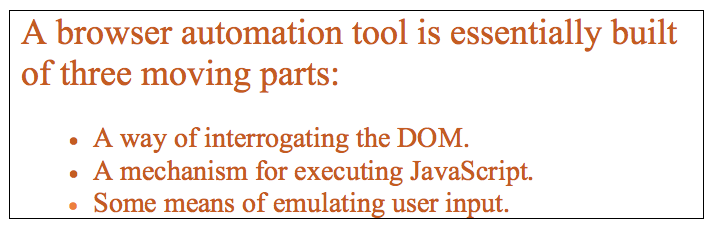 A browser automation tool is essentially built
of three moving parts:
• A way of interrogating the DOM.
• A mechanism for executing JavaScript.
• Some means of emulating user input.